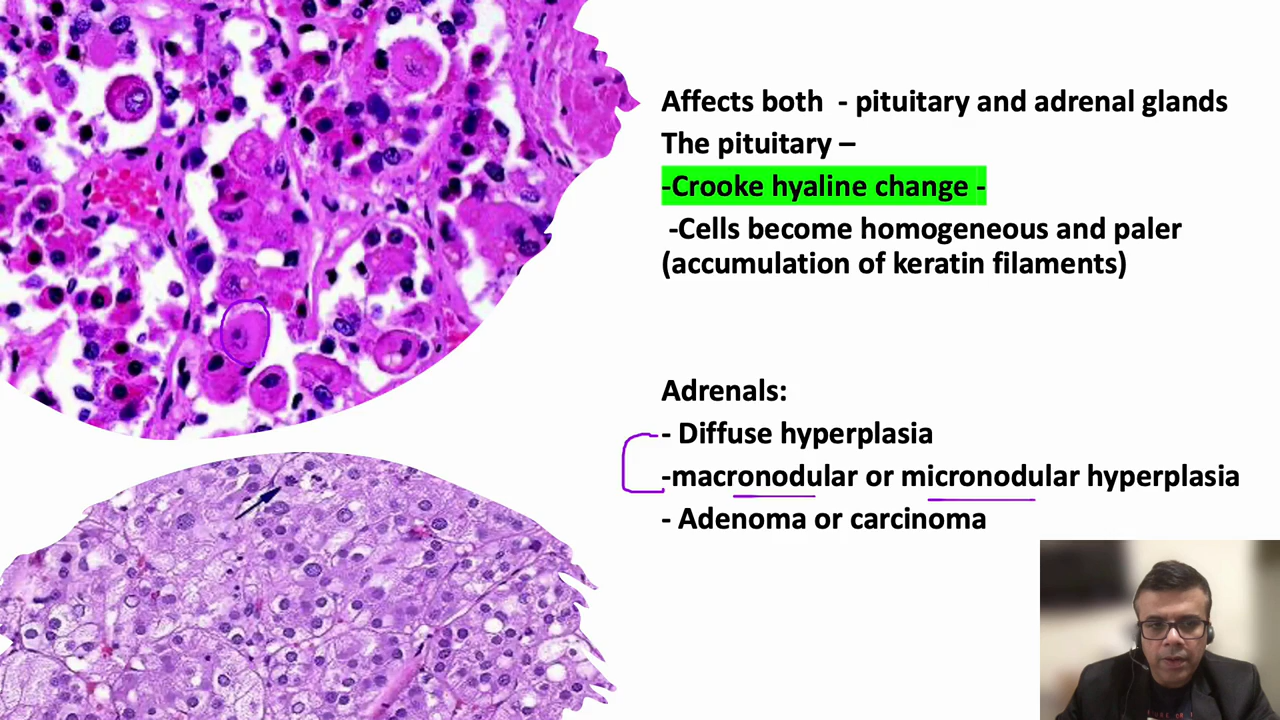 Affects both - pituitary and adrenal glands
The pituitary –
-Crooke hyaline change -
-Cells become homogeneous and paler
(accumulation of keratin filaments)
Adrenals:
- Diffuse hyperplasia
-macronodular or micronodular hyperplasia
- Adenoma or carcinoma